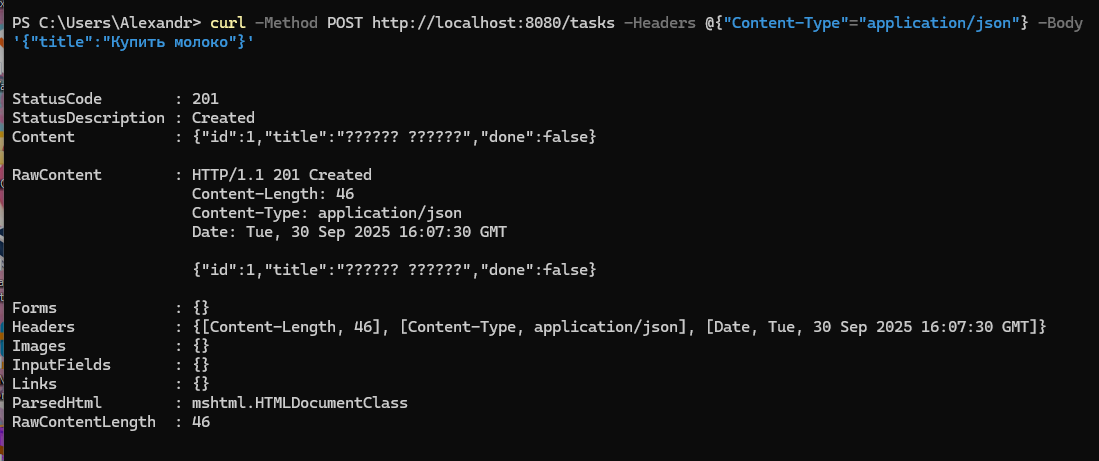 PS C:\Users\Alexandr> curl -Method POST http://localhost:8080/tasks -Headers @{"Content-Type"="application/json"} -Body
'{"title":"Купить молоко"}'
StatusCode        : 201
StatusDescription : Created
Content           : {"id":1,"title":"?????? ??????","done":false}
RawContent        : HTTP/1.1 201 Created
                    Content-Length: 46
                    Content-Type: application/json
                    Date: Tue, 30 Sep 2025 16:07:30 GMT
                    {"id":1,"title":"?????? ??????","done":false}
Forms             : {}
Headers           : {[Content-Length, 46], [Content-Type, application/json], [Date, Tue, 30 Sep 2025 16:07:30 GMT]}
Images            : {}
InputFields       : {}
Links             : {}
ParsedHtml        : mshtml.HTMLDocumentClass
RawContentLength  : 46